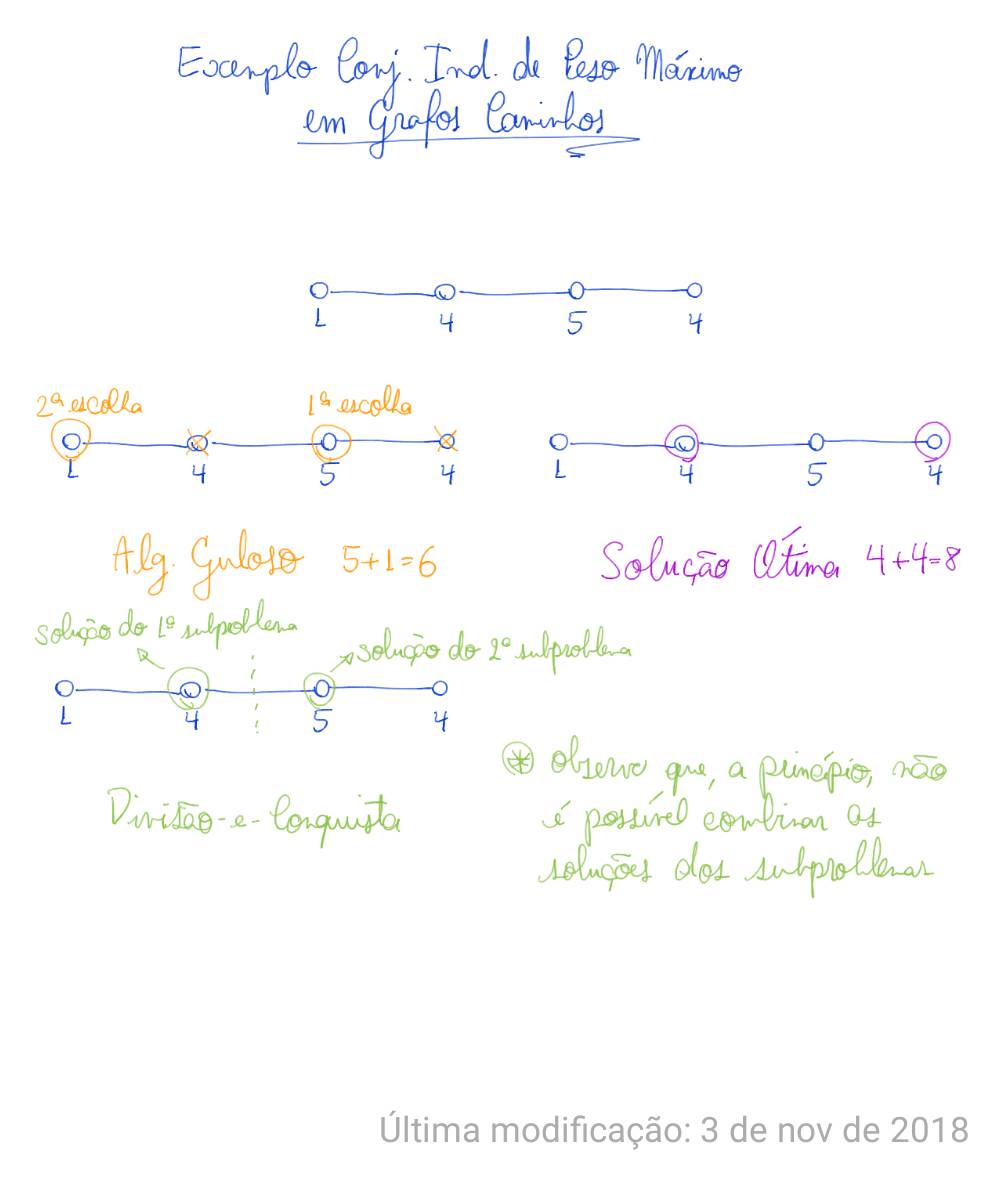 Exemplo Conj. Ind. de Peso Máximo
em Grafos Caminhos
1 4 5 4
2ª escolha 1ª escolha
1 4 5 4
1 4 5 4
Alg. Guloso 5+1=6
Solução Ótima 4+4=8
solução do 1º subproblema
solução do 2º subproblema
1 4 5 4
Divisão-e-Conquista
* observe que, a princípio, não
é possível combinar as
soluções dos subproblemas
Última modificação: 3 de nov de 2018